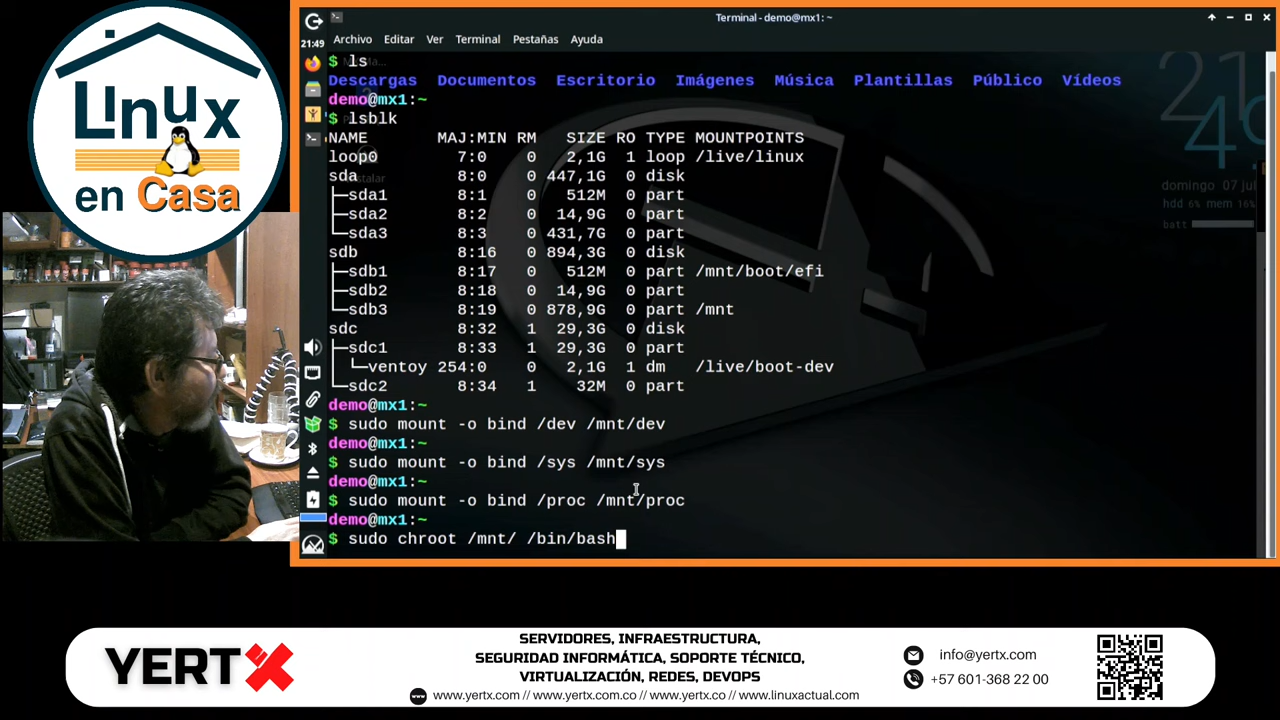 Linux
en Casa
Terminal - demo@mx1: ~
21:49
Archivo Editar Ver Terminal Pestañas Ayuda
$ ls
Descargas Documentos Escritorio Imágenes Música Plantillas Público Vídeos
demo@mx1:~
$ lsblk
NAME MAJ:MIN RM SIZE RO TYPE MOUNTPOINTS
loop0 7:0 0 2,1G 1 loop /live/linux
sda 8:0 0 447,1G 0 disk
├─sda1 8:1 0 512M 0 part
├─sda2 8:2 0 14,9G 0 part
└─sda3 8:3 0 431,7G 0 part
sdb 8:16 0 894,3G 0 disk
├─sdb1 8:17 0 512M 0 part /mnt/boot/efi
├─sdb2 8:18 0 14,9G 0 part
└─sdb3 8:19 0 878,9G 0 part /mnt
sdc 8:32 1 29,3G 0 disk
├─sdc1 8:33 1 29,3G 0 part
│ └─ventoy 254:0 0 2,1G 1 dm /live/boot-dev
└─sdc2 8:34 1 32M 0 part
demo@mx1:~
$ sudo mount -o bind /dev /mnt/dev
demo@mx1:~
$ sudo mount -o bind /sys /mnt/sys
demo@mx1:~
$ sudo mount -o bind /proc /mnt/proc
demo@mx1:~
$ sudo chroot /mnt/ /bin/bash
domingo 07 jul
hdd 6% mem 16%
batt
YERTX
SERVIDORES, INFRAESTRUCTURA,
SEGURIDAD INFORMÁTICA, SOPORTE TÉCNICO,
VIRTUALIZACIÓN, REDES, DEVOPS
www.yertx.com // www.yertx.com.co // www.yertx.co // www.linuxactual.com
info@yertx.com
+57 601-368 22 00